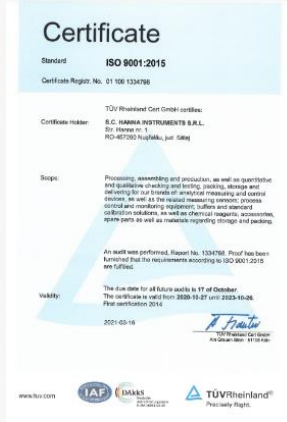 Certificate
Standard ISO 9001:2015
Certificate Registr. No. 01 100 1334798
TÜV Rheinland Cert GmbH certifies:
Certificate Holder: S.C. HANNA INSTRUMENTS S.R.L.
Str. Hanna nr. 1
RO-457260 Nuşfalău, jud. Sălaj
Scope: Processing, assembling and production, as well as quantitative
and qualitative checking and testing, packing, storage and
delivering for our brands of: analytical measuring and control
devices, as well as the related measuring sensors; process
control and monitoring equipment; buffers and standard
calibration solutions, as well as chemical reagents, accessories,
spare parts as well as materials regarding storage and packing.
An audit was performed, Report No. 1334798. Proof has been
furnished that the requirements according to ISO 9001:2015
are fulfilled.
The due date for all future audits is 17 of October.
Validity: The certificate is valid from 2020-10-27 until 2023-10-26.
First certification 2014
2021-03-16
TÜV Rheinland Cert GmbH
Am Grauen Stein · 51105 Köln
www.tuv.com
IAF
DAkkS
TÜVRheinland®
Precisely Right.